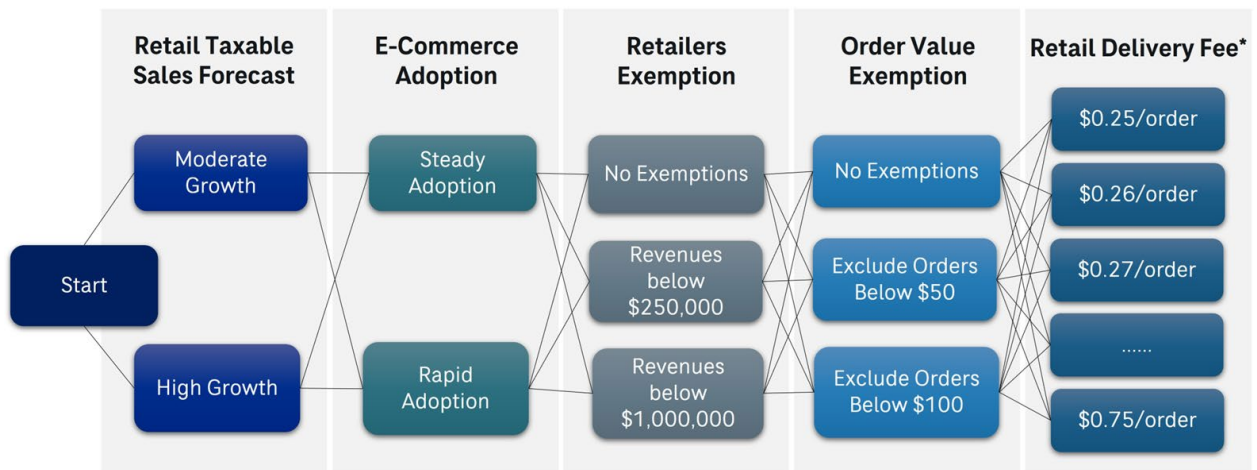 Retail Taxable
Sales Forecast
E-Commerce
Adoption
Retailers
Exemption
Order Value
Exemption
Retail Delivery Fee*
Start
Moderate
Growth
High Growth
Steady
Adoption
Rapid
Adoption
No Exemptions
Revenues
below
$250,000
Revenues
below
$1,000,000
No Exemptions
Exclude Orders
Below $50
Exclude Orders
Below $100
$0.25/order
$0.26/order
$0.27/order
......
$0.75/order